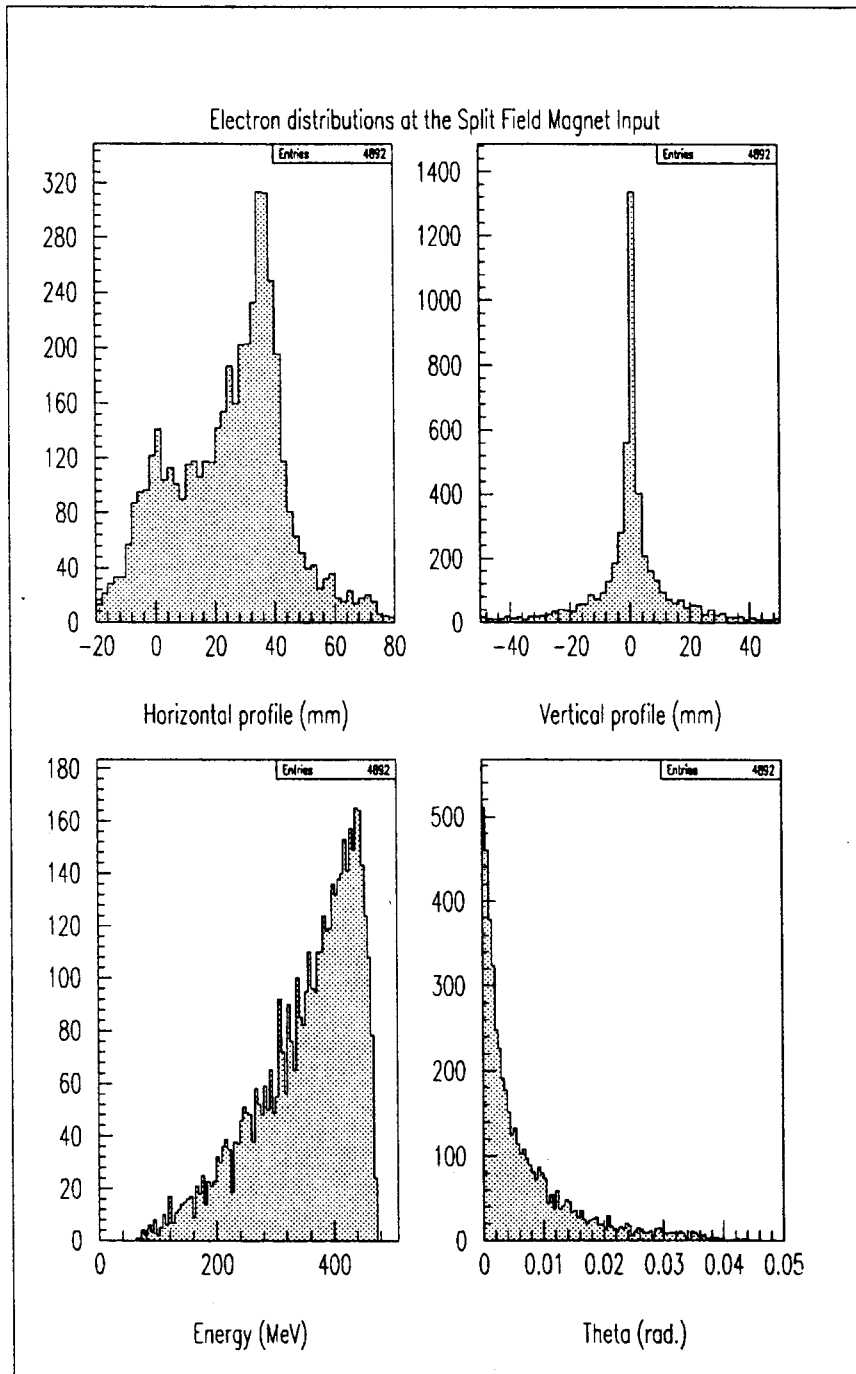 Electron distributions at the Split Field Magnet Input
Entries 4892
320
280
240
200
160
120
80
40
0
-20 0 20 40 60 80
Horizontal profile (mm)
Entries 4892
1400
1200
1000
800
600
400
200
0
-40 -20 0 20 40
Vertical profile (mm)
Entries 4892
180
160
140
120
100
80
60
40
20
0
0 200 400
Energy (MeV)
Entries 4892
500
400
300
200
100
0
0 0.01 0.02 0.03 0.04 0.05
Theta (rad.)